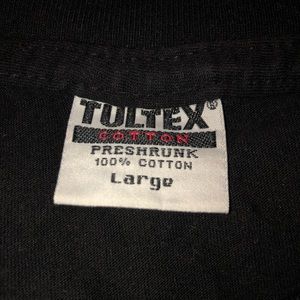 TULTEX®
COTTON
PRESHRUNK
100% COTTON
Large